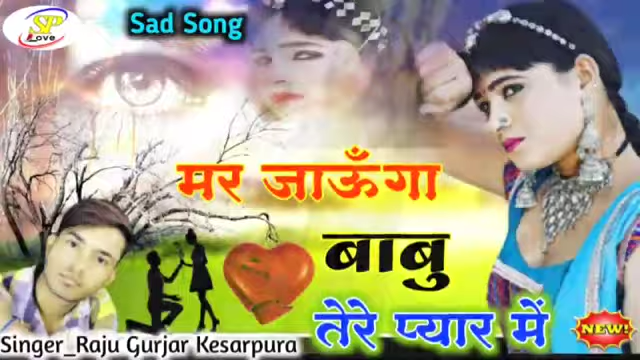 SP
Love
Sad Song
मर जाऊँगा
बाबु
तेरे प्यार में
NEW!
Singer_Raju Gurjar Kesarpura